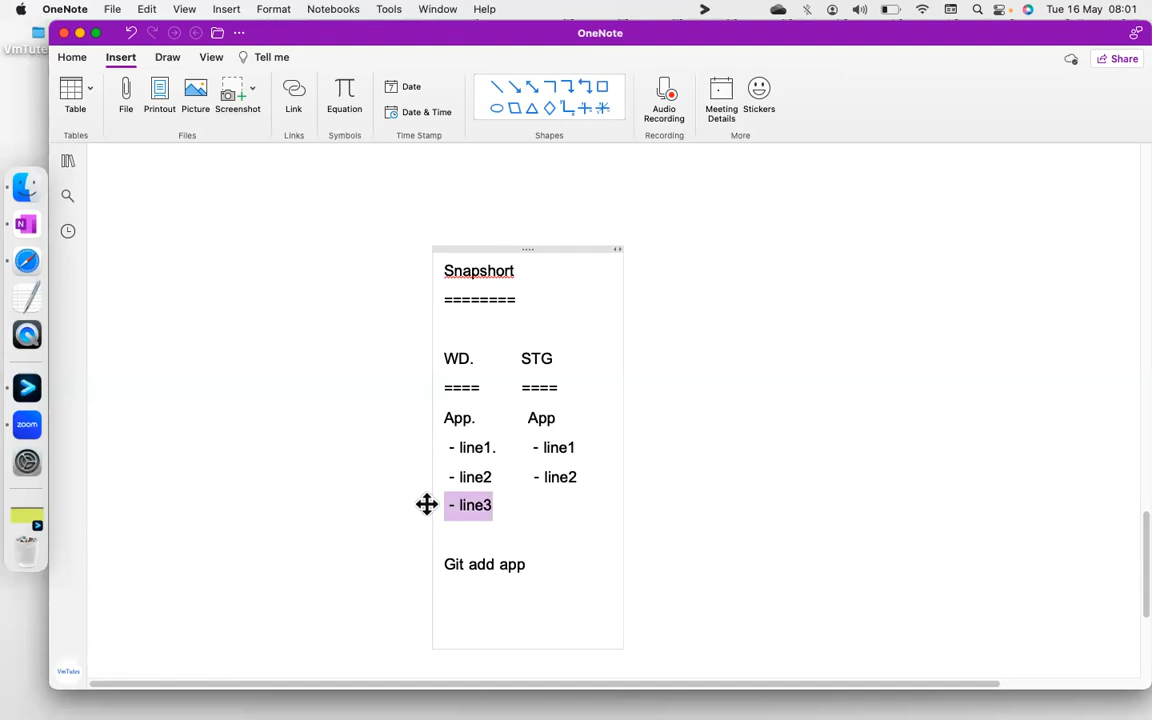 OneNote File Edit View Insert Format Notebooks Tools Window Help Tue 16 May 08:01
VmTute
OneNote
Home Insert Draw View Tell me Share
Table File Printout Picture Screenshot Link Equation Date Date & Time Audio Recording Meeting Details Stickers
Tables Files Links Symbols Time Stamp Shapes Recording More
Snapshort
========
WD. STG
==== ====
App. App
- line1. - line1
- line2 - line2
- line3
Git add app
zoom
VmTutes